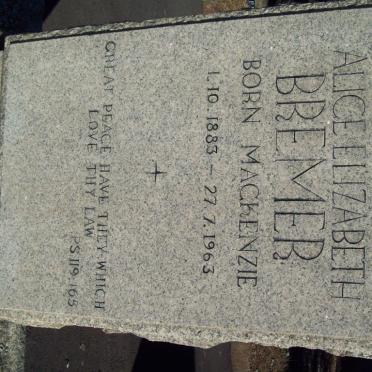 ALICE ELIZABETH
BREMER
BORN MACKENZIE
1.10.1883 — 27.7.1963
GREAT PEACE HAVE THEY WHICH
LOVE THY LAW
PS 119.165